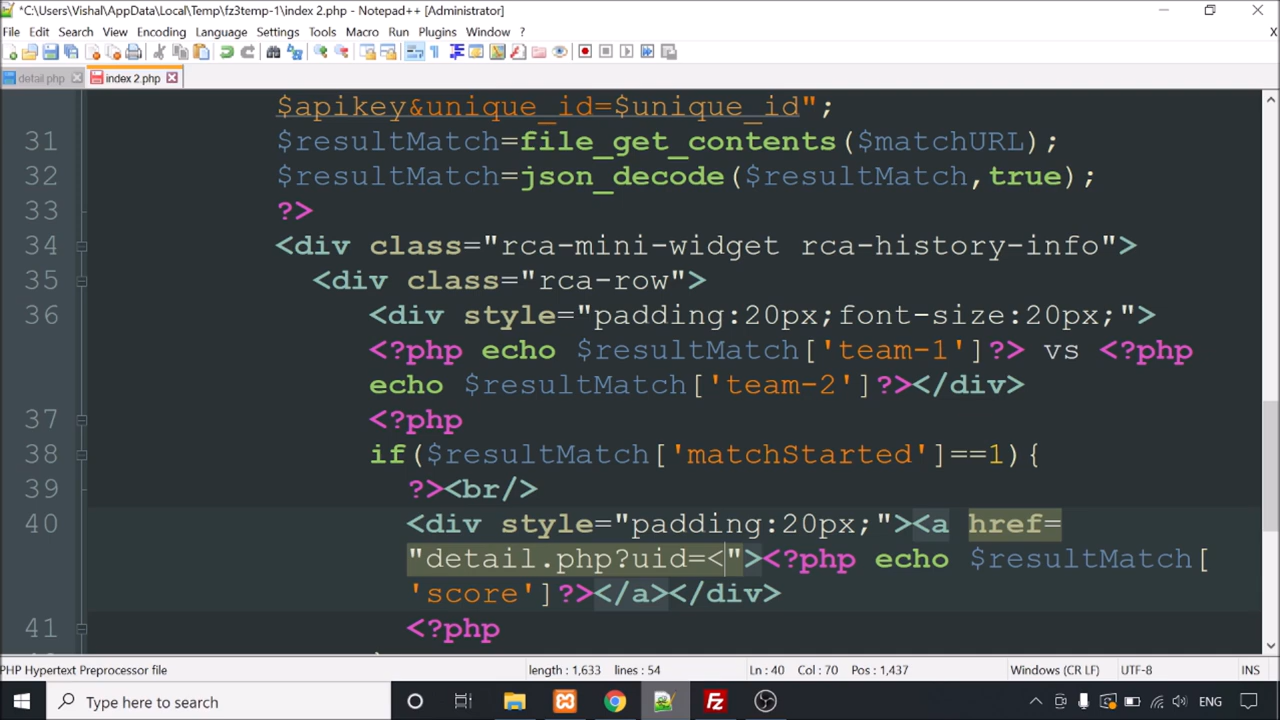 *C:\Users\Vishal\AppData\Local\Temp\fz3temp-1\index 2.php - Notepad++ [Administrator]
File Edit Search View Encoding Language Settings Tools Macro Run Plugins Window ? X
detail.php index 2.php
$apikey&unique_id=$unique_id";
31 $resultMatch=file_get_contents($matchURL);
32 $resultMatch=json_decode($resultMatch,true);
33 ?>
34 <div class="rca-mini-widget rca-history-info">
35 <div class="rca-row">
36 <div style="padding:20px;font-size:20px;">
<?php echo $resultMatch['team-1']?> vs <?php
echo $resultMatch['team-2']?></div>
37 <?php
38 if($resultMatch['matchStarted']==1){
39 ?><br/>
40 <div style="padding:20px;"><a href=
"detail.php?uid=<"><?php echo $resultMatch[
'score']?></a></div>
41 <?php
PHP Hypertext Preprocessor file length : 1,633 lines : 54 Ln : 40 Col : 70 Pos : 1,437 Windows (CR LF) UTF-8 INS
Type here to search ENG